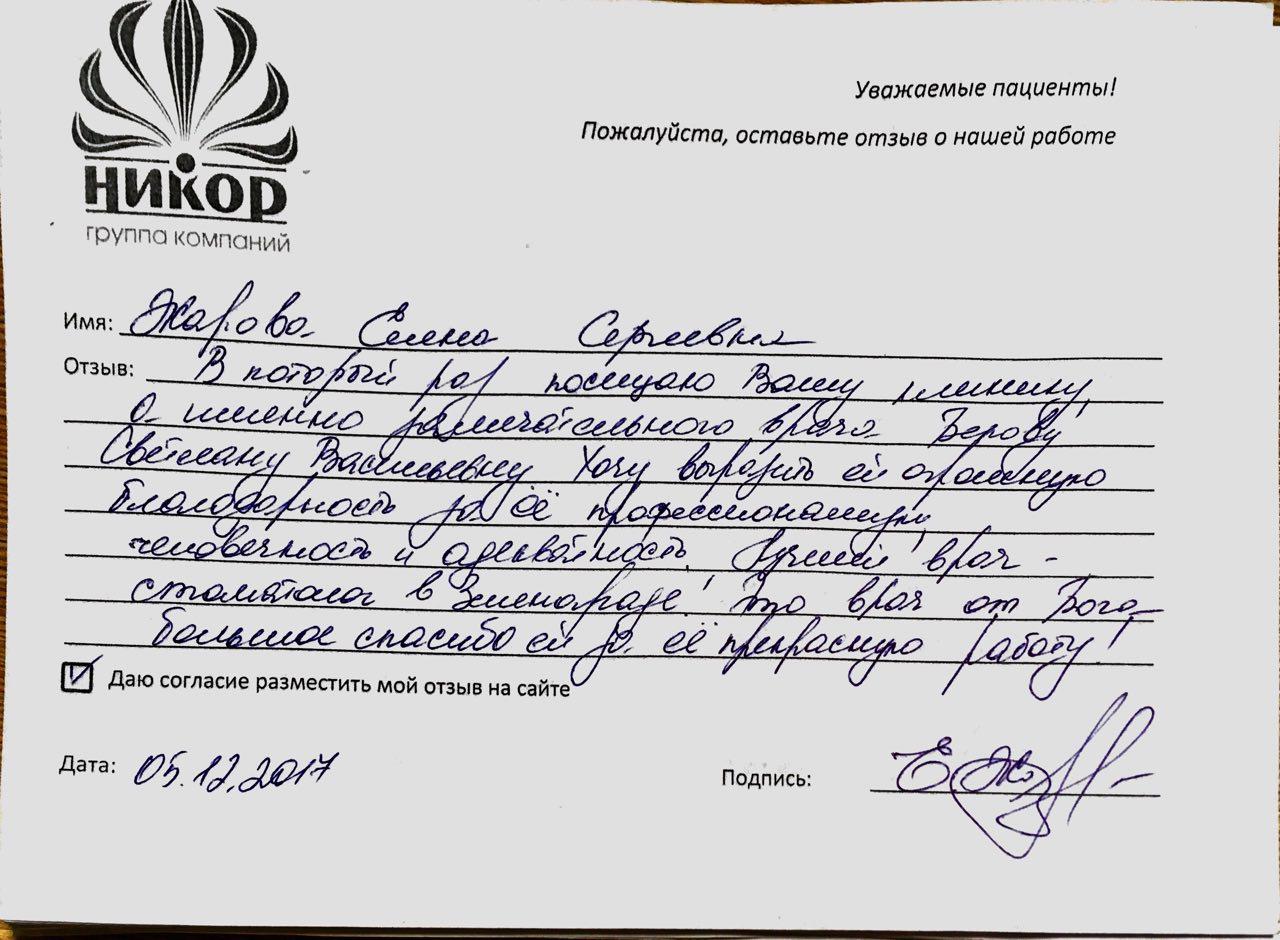 НИКОР
группа компаний
Уважаемые пациенты!
Пожалуйста, оставьте отзыв о нашей работе
Имя: Жарова Елена Сергеевна
Отзыв: В который раз посещаю Вашу клинику,
а именно замечательного врача Берову
Светлану Васильевну. Хочу выразить ей огромную
благодарность за её профессионализм,
человечность и адекватность. Лучший врач -
стоматолог в Зеленограде! Это врач от Бога
большое спасибо ей за её прекрасную работу!
Даю согласие разместить мой отзыв на сайте
Дата: 05.12.2017
Подпись: